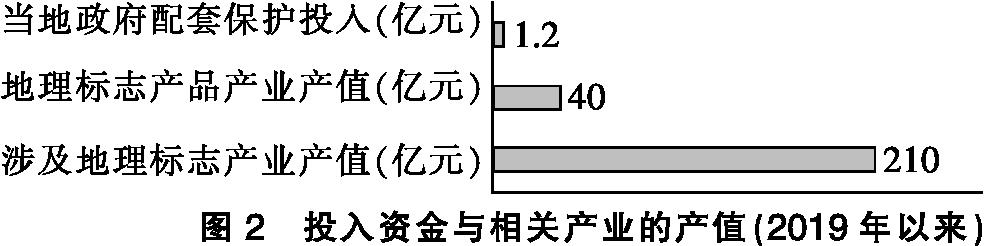 当地政府配套保护投入(亿元) 1.2
地理标志产品产业产值(亿元) 40
涉及地理标志产业产值(亿元) 210
图2 投入资金与相关产业的产值(2019年以来)